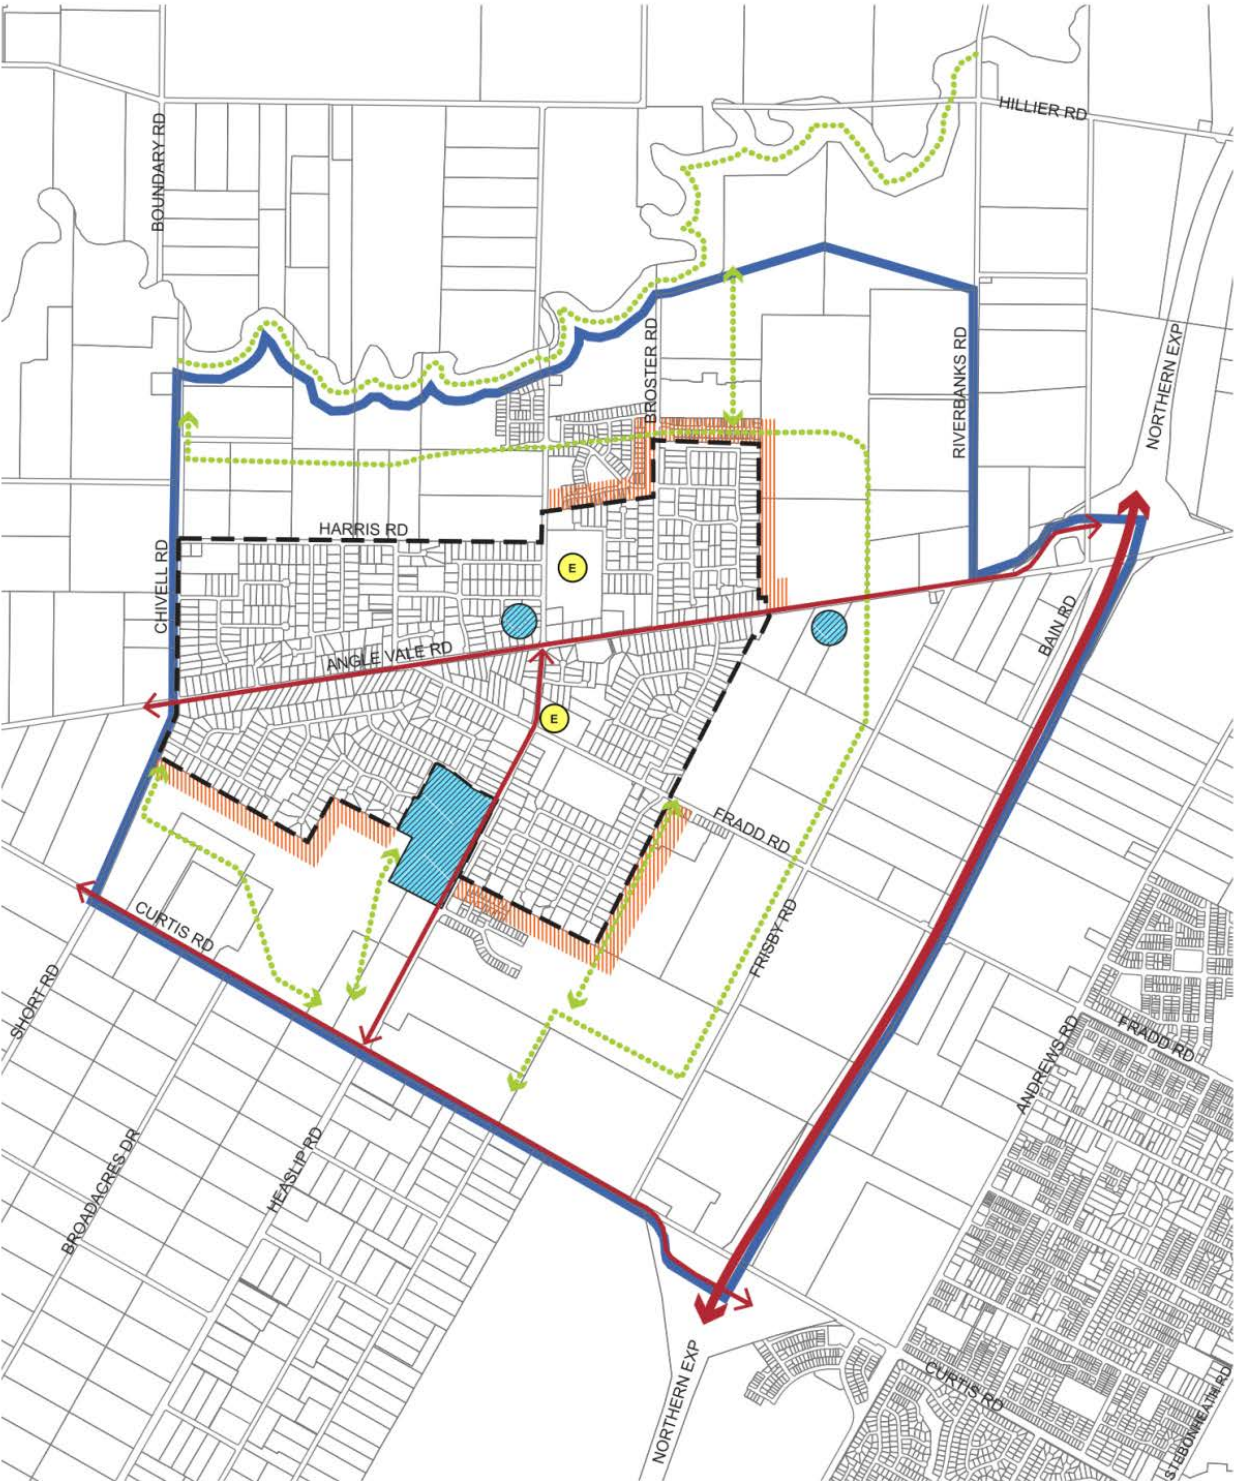 HILLIER RD
BOUNDARY RD
NORTHERN EXP
BROSTER RD
RIVERBANKS RD
HARRIS RD
CHIVELL RD
E
BAIN RD
ANGLE VALE RD
E
FRADD RD
CURTIS RD
FRISBY RD
SHORT RD
FRADD RD
ANDREWS RD
HEASLIP RD
BROADACRES DR
NORTHERN EXP
CURTIS RD
STEBONHEATH RD